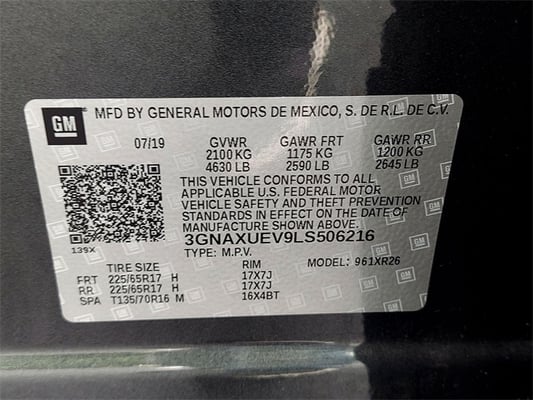 GM MFD BY GENERAL MOTORS DE MEXICO, S. DE R.L. DE C.V.
07/19 GVWR GAWR FRT GAWR RR
2100 KG 1175 KG 1200 KG
4630 LB 2590 LB 2645 LB
THIS VEHICLE CONFORMS TO ALL
APPLICABLE U.S. FEDERAL MOTOR
VEHICLE SAFETY AND THEFT PREVENTION
STANDARDS IN EFFECT ON THE DATE OF
MANUFACTURE SHOWN ABOVE.
3GNAXUEV9LS506216
139X TYPE: M.P.V.
TIRE SIZE RIM MODEL: 961XR26
FRT 225/65R17 H 17X7J
RR 225/65R17 H 17X7J
SPA T135/70R16 M 16X4BT